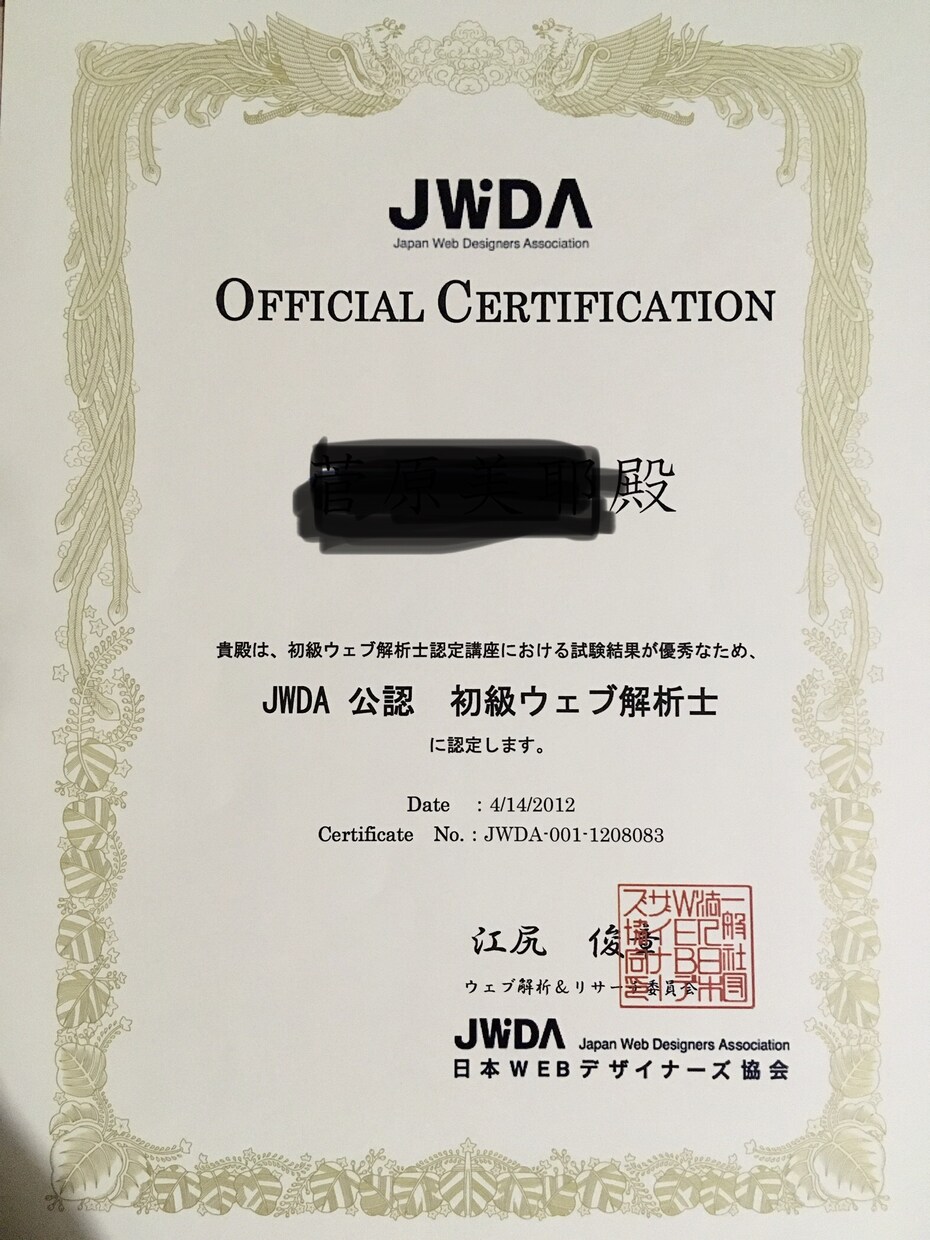 JWDA
Japan Web Designers Association
OFFICIAL CERTIFICATION
殿
貴殿は、初級ウェブ解析士認定講座における試験結果が優秀なため、
JWDA 公認　初級ウェブ解析士
に認定します。
Date : 4/14/2012
Certificate No. : JWDA-001-1208083
江尻 俊章
ウェブ解析&リサーチ委員会
JWDA Japan Web Designers Association
日本WEBデザイナーズ協会